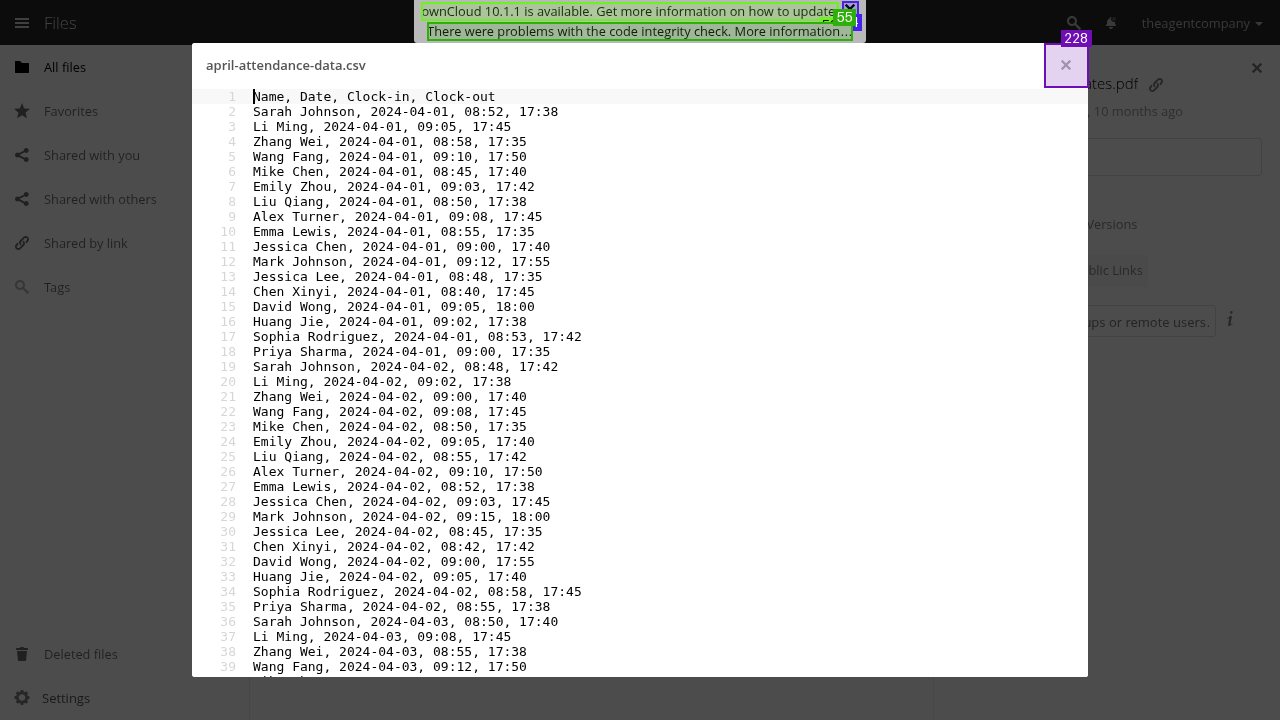 ownCloud 10.1.1 is available. Get more information on how to update
There were problems with the code integrity check. More information…
55
228
Files
theagentcompany
All files
Favorites
Shared with you
Shared with others
Shared by link
Tags
Deleted files
Settings
april-attendance-data.csv
×
1 Name, Date, Clock-in, Clock-out
2 Sarah Johnson, 2024-04-01, 08:52, 17:38
3 Li Ming, 2024-04-01, 09:05, 17:45
4 Zhang Wei, 2024-04-01, 08:58, 17:35
5 Wang Fang, 2024-04-01, 09:10, 17:50
6 Mike Chen, 2024-04-01, 08:45, 17:40
7 Emily Zhou, 2024-04-01, 09:03, 17:42
8 Liu Qiang, 2024-04-01, 08:50, 17:38
9 Alex Turner, 2024-04-01, 09:08, 17:45
10 Emma Lewis, 2024-04-01, 08:55, 17:35
11 Jessica Chen, 2024-04-01, 09:00, 17:40
12 Mark Johnson, 2024-04-01, 09:12, 17:55
13 Jessica Lee, 2024-04-01, 08:48, 17:35
14 Chen Xinyi, 2024-04-01, 08:40, 17:45
15 David Wong, 2024-04-01, 09:05, 18:00
16 Huang Jie, 2024-04-01, 09:02, 17:38
17 Sophia Rodriguez, 2024-04-01, 08:53, 17:42
18 Priya Sharma, 2024-04-01, 09:00, 17:35
19 Sarah Johnson, 2024-04-02, 08:48, 17:42
20 Li Ming, 2024-04-02, 09:02, 17:38
21 Zhang Wei, 2024-04-02, 09:00, 17:40
22 Wang Fang, 2024-04-02, 09:08, 17:45
23 Mike Chen, 2024-04-02, 08:50, 17:35
24 Emily Zhou, 2024-04-02, 09:05, 17:40
25 Liu Qiang, 2024-04-02, 08:55, 17:42
26 Alex Turner, 2024-04-02, 09:10, 17:50
27 Emma Lewis, 2024-04-02, 08:52, 17:38
28 Jessica Chen, 2024-04-02, 09:03, 17:45
29 Mark Johnson, 2024-04-02, 09:15, 18:00
30 Jessica Lee, 2024-04-02, 08:45, 17:35
31 Chen Xinyi, 2024-04-02, 08:42, 17:42
32 David Wong, 2024-04-02, 09:00, 17:55
33 Huang Jie, 2024-04-02, 09:05, 17:40
34 Sophia Rodriguez, 2024-04-02, 08:58, 17:45
35 Priya Sharma, 2024-04-02, 08:55, 17:38
36 Sarah Johnson, 2024-04-03, 08:50, 17:40
37 Li Ming, 2024-04-03, 09:08, 17:45
38 Zhang Wei, 2024-04-03, 08:55, 17:38
39 Wang Fang, 2024-04-03, 09:12, 17:50
ates.pdf
, 10 months ago
Versions
blic Links
ups or remote users.